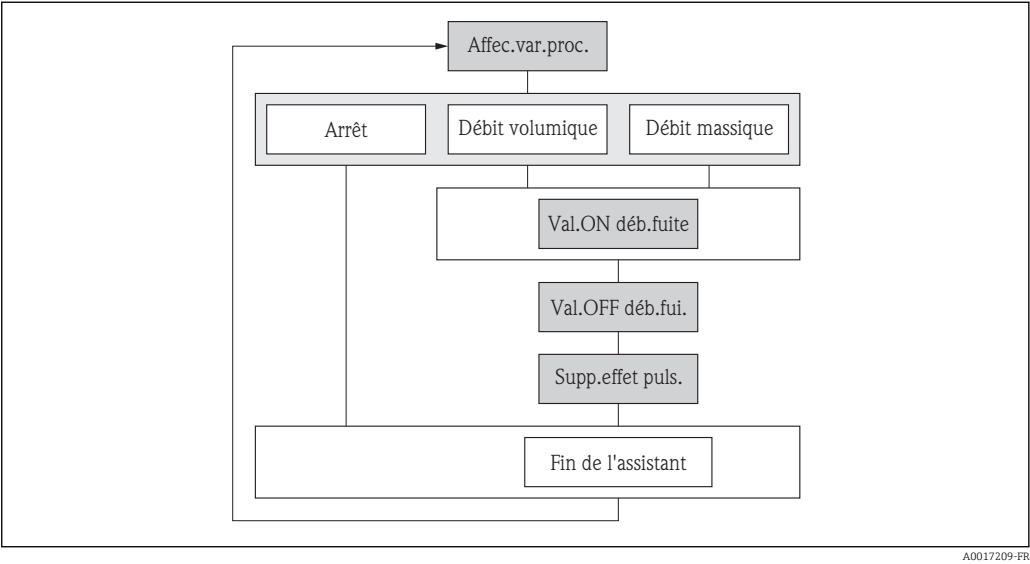 Affec.var.proc.
Arrêt
Débit volumique
Débit massique
Val.ON déb.fuite
Val.OFF déb.fui.
Supp.effet puls.
Fin de l'assistant
A0017209-FR